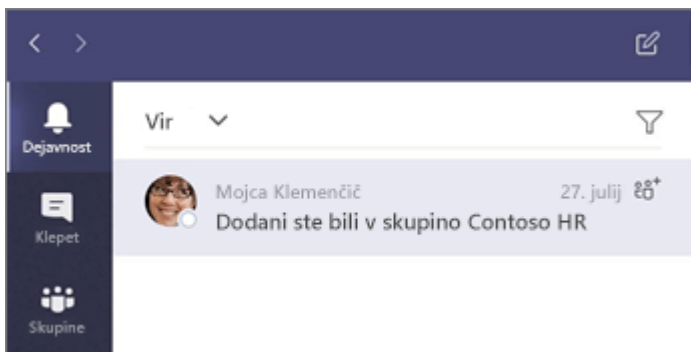 Dejavnost
Klepet
Skupine
Vir
Mojca Klemenčič 27. julij
Dodani ste bili v skupino Contoso HR